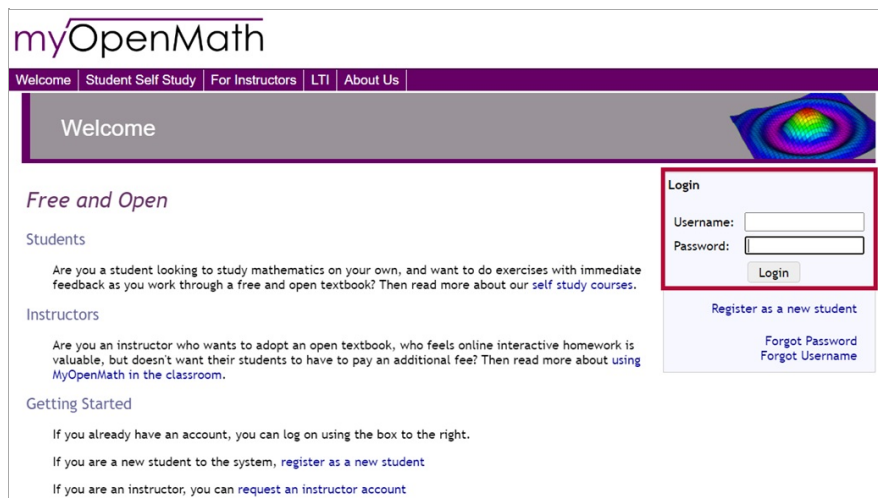 myOpenMath
Welcome Student Self Study For Instructors LTI About Us
Welcome
Free and Open
Students
Are you a student looking to study mathematics on your own, and want to do exercises with immediate
feedback as you work through a free and open textbook? Then read more about our self study courses.
Instructors
Are you an instructor who wants to adopt an open textbook, who feels online interactive homework is
valuable, but doesn't want their students to have to pay an additional fee? Then read more about using
MyOpenMath in the classroom.
Getting Started
If you already have an account, you can log on using the box to the right.
If you are a new student to the system, register as a new student
If you are an instructor, you can request an instructor account
Login
Username:
Password:
Login
Register as a new student
Forgot Password
Forgot Username